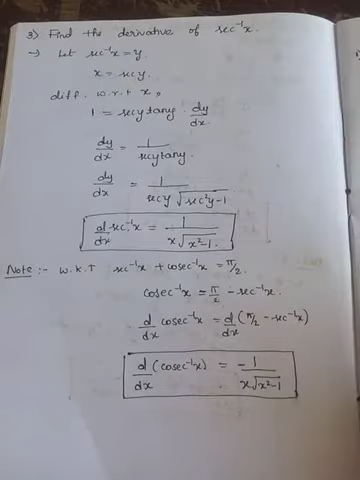 3) Find the derivative of sec⁻¹x.
→ Let sec⁻¹x = y.
x = secy.
diff. w.r.t x,
1 = secytany. dy/dx
dy/dx = 1/secytany.
dy/dx = 1/(secy √(sec²y-1))
d/dx sec⁻¹x = 1/(x√(x²-1)).
Note :- W.K.T sec⁻¹x + cosec⁻¹x = π/2
cosec⁻¹x = π/2 - sec⁻¹x.
d/dx cosec⁻¹x = d/dx (π/2 - sec⁻¹x)
d/dx (cosec⁻¹x) = -1/(x√(x²-1))